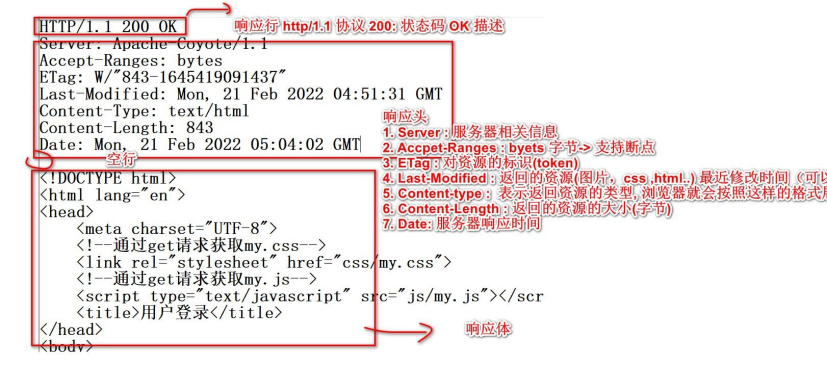 HTTP/1.1 200 OK
响应行 http/1.1 协议 200: 状态码 OK 描述
Server: Apache-Coyote/1.1
Accept-Ranges: bytes
ETag: W/"843-1645419091437"
Last-Modified: Mon, 21 Feb 2022 04:51:31 GMT
Content-Type: text/html
Content-Length: 843
Date: Mon, 21 Feb 2022 05:04:02 GMT
响应头
1. Server : 服务器相关信息
2. Accpet-Ranges : byets 字节-> 支持断点
3. ETag : 对资源的标识(token)
4. Last-Modified : 返回的资源(图片，css ,html..) 最近修改时间（可以
5. Content-type : 表示返回资源的类型, 浏览器就会按照这样的格式
6. Content-Length : 返回的资源的大小(字节)
7. Date: 服务器响应时间
空行
<!DOCTYPE html>
<html lang="en">
<head>
<meta charset="UTF-8">
<!--通过get请求获取my.css-->
<link rel="stylesheet" href="css/my.css">
<!--通过get请求获取my.js-->
<script type="text/javascript" src="js/my.js"></scr
<title>用户登录</title>
</head>
<body>
响应体